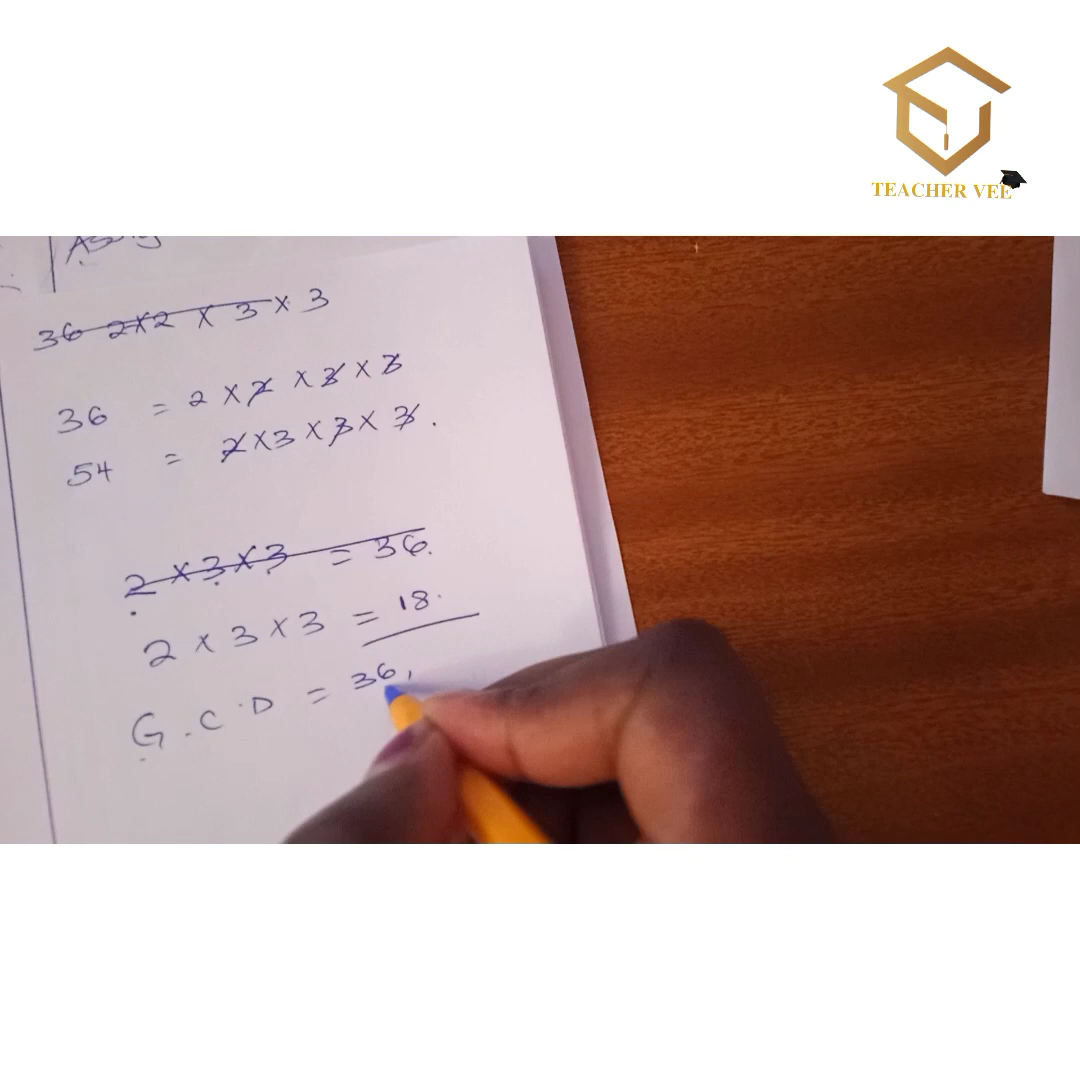 TEACHER VEE
36 2×2 × 3 × 3
36 = 2 × 2 × 3 × 3
54 = 2 × 3 × 3 × 3.
2 × 3 × 3 = 36.
2 × 3 × 3 = 18.
G.C.D = 36,